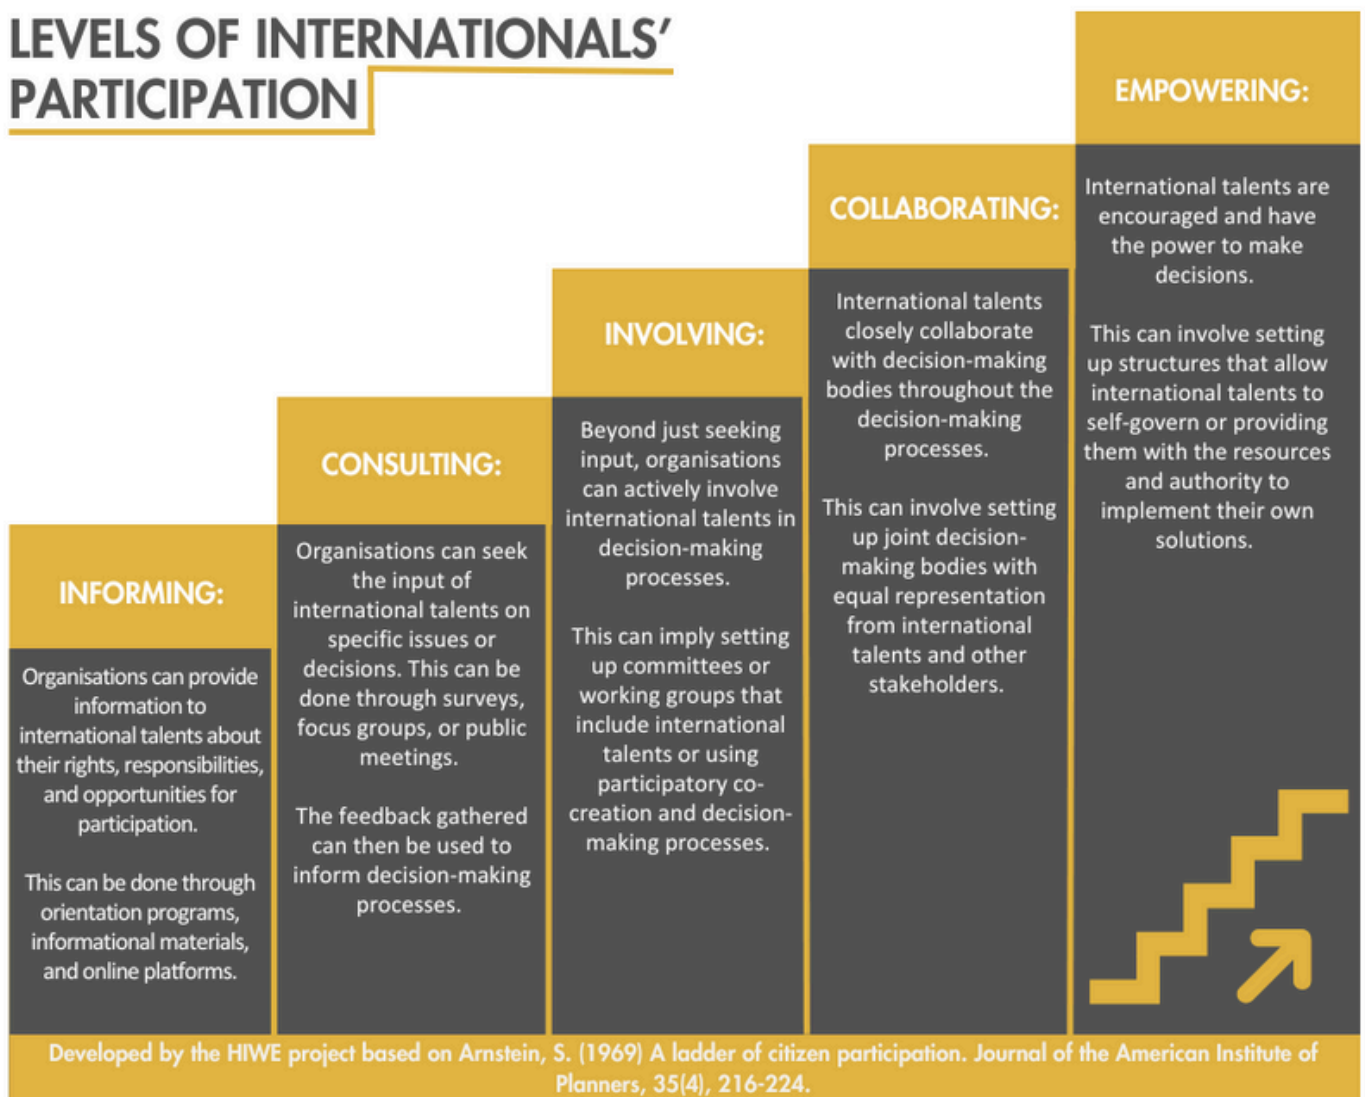 LEVELS OF INTERNATIONALS’
PARTICIPATION
INFORMING:
Organisations can provide
information to
international talents about
their rights, responsibilities,
and opportunities for
participation.
This can be done through
orientation programs,
informational materials,
and online platforms.
CONSULTING:
Organisations can seek
the input of
international talents on
specific issues or
decisions. This can be
done through surveys,
focus groups, or public
meetings.
The feedback gathered
can then be used to
inform decision-making
processes.
INVOLVING:
Beyond just seeking
input, organisations
can actively involve
international talents in
decision-making
processes.
This can imply setting
up committees or
working groups that
include international
talents or using
participatory co-
creation and decision-
making processes.
COLLABORATING:
International talents
closely collaborate
with decision-making
bodies throughout the
decision-making
processes.
This can involve setting
up joint decision-
making bodies with
equal representation
from international
talents and other
stakeholders.
EMPOWERING:
International talents are
encouraged and have
the power to make
decisions.
This can involve setting
up structures that allow
international talents to
self-govern or providing
them with the resources
and authority to
implement their own
solutions.
Developed by the HIWE project based on Arnstein, S. (1969) A ladder of citizen participation. Journal of the American Institute of
Planners, 35(4), 216-224.